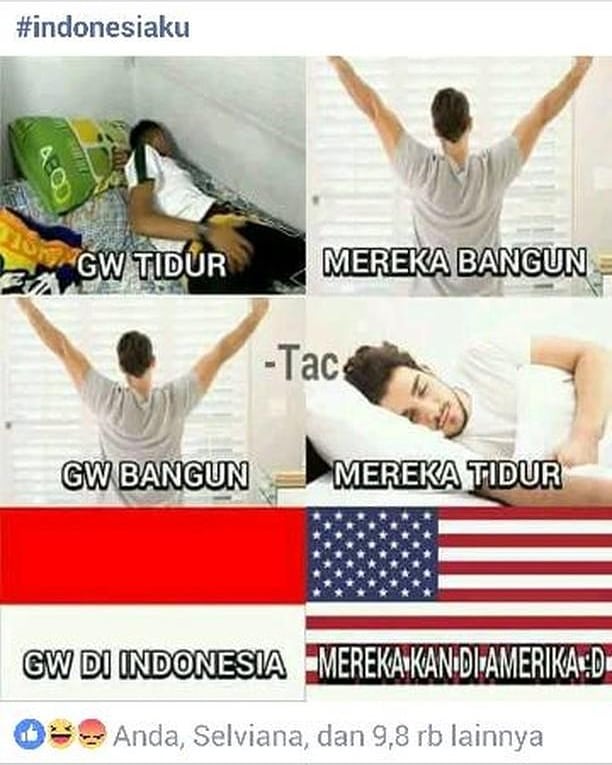 #indonesiaku
GW TIDUR
MEREKA BANGUN
-Tac
GW BANGUN
MEREKA TIDUR
GW DI INDONESIA
MEREKA KAN DI AMERIKA :D
Anda, Selviana, dan 9,8 rb lainnya